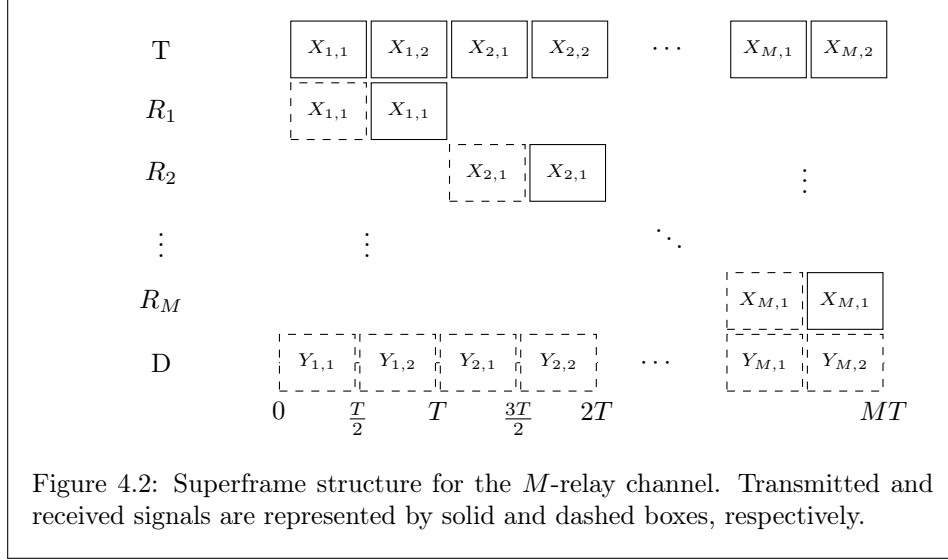 T X_{1,1} X_{1,2} X_{2,1} X_{2,2} ⋯ X_{M,1} X_{M,2}
R_1 X_{1,1} X_{1,1}
R_2 X_{2,1} X_{2,1} ⋮
⋮ ⋮ ⋱
R_M X_{M,1} X_{M,1}
D Y_{1,1} Y_{1,2} Y_{2,1} Y_{2,2} ⋯ Y_{M,1} Y_{M,2}
0 \frac{T}{2} T \frac{3T}{2} 2T MT
Figure 4.2: Superframe structure for the M-relay channel. Transmitted and
received signals are represented by solid and dashed boxes, respectively.